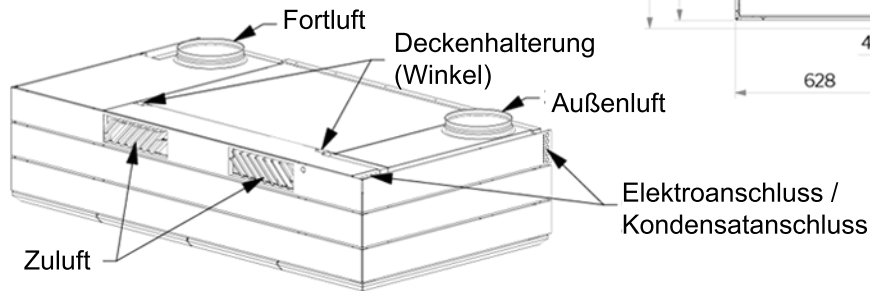 Fortluft
Deckenhalterung
(Winkel)
Außenluft
628
Elektroanschluss /
Kondensatanschluss
Zuluft